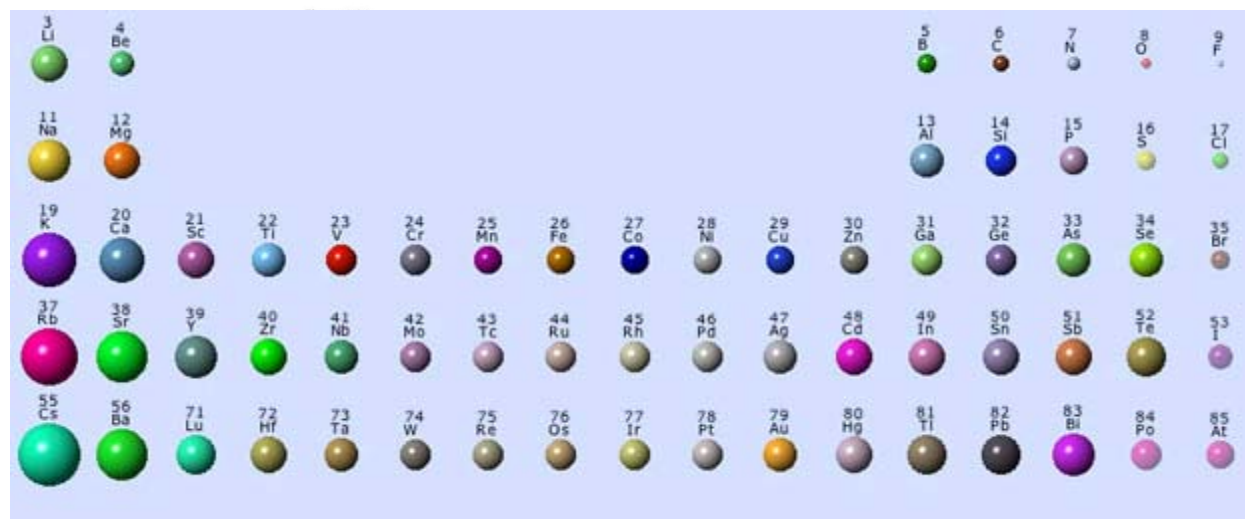 3 4 5 6 7 8 9
Li Be B C N O F
11 12 13 14 15 16 17
Na Mg Al Si P S Cl
19 20 21 22 23 24 25 26 27 28 29 30 31 32 33 34 35
K Ca Sc Ti V Cr Mn Fe Co Ni Cu Zn Ga Ge As Se Br
37 38 39 40 41 42 43 44 45 46 47 48 49 50 51 52 53
Rb Sr Y Zr Nb Mo Tc Ru Rh Pd Ag Cd In Sn Sb Te I
55 56 71 72 73 74 75 76 77 78 79 80 81 82 83 84 85
Cs Ba Lu Hf Ta W Re Os Ir Pt Au Hg Tl Pb Bi Po At